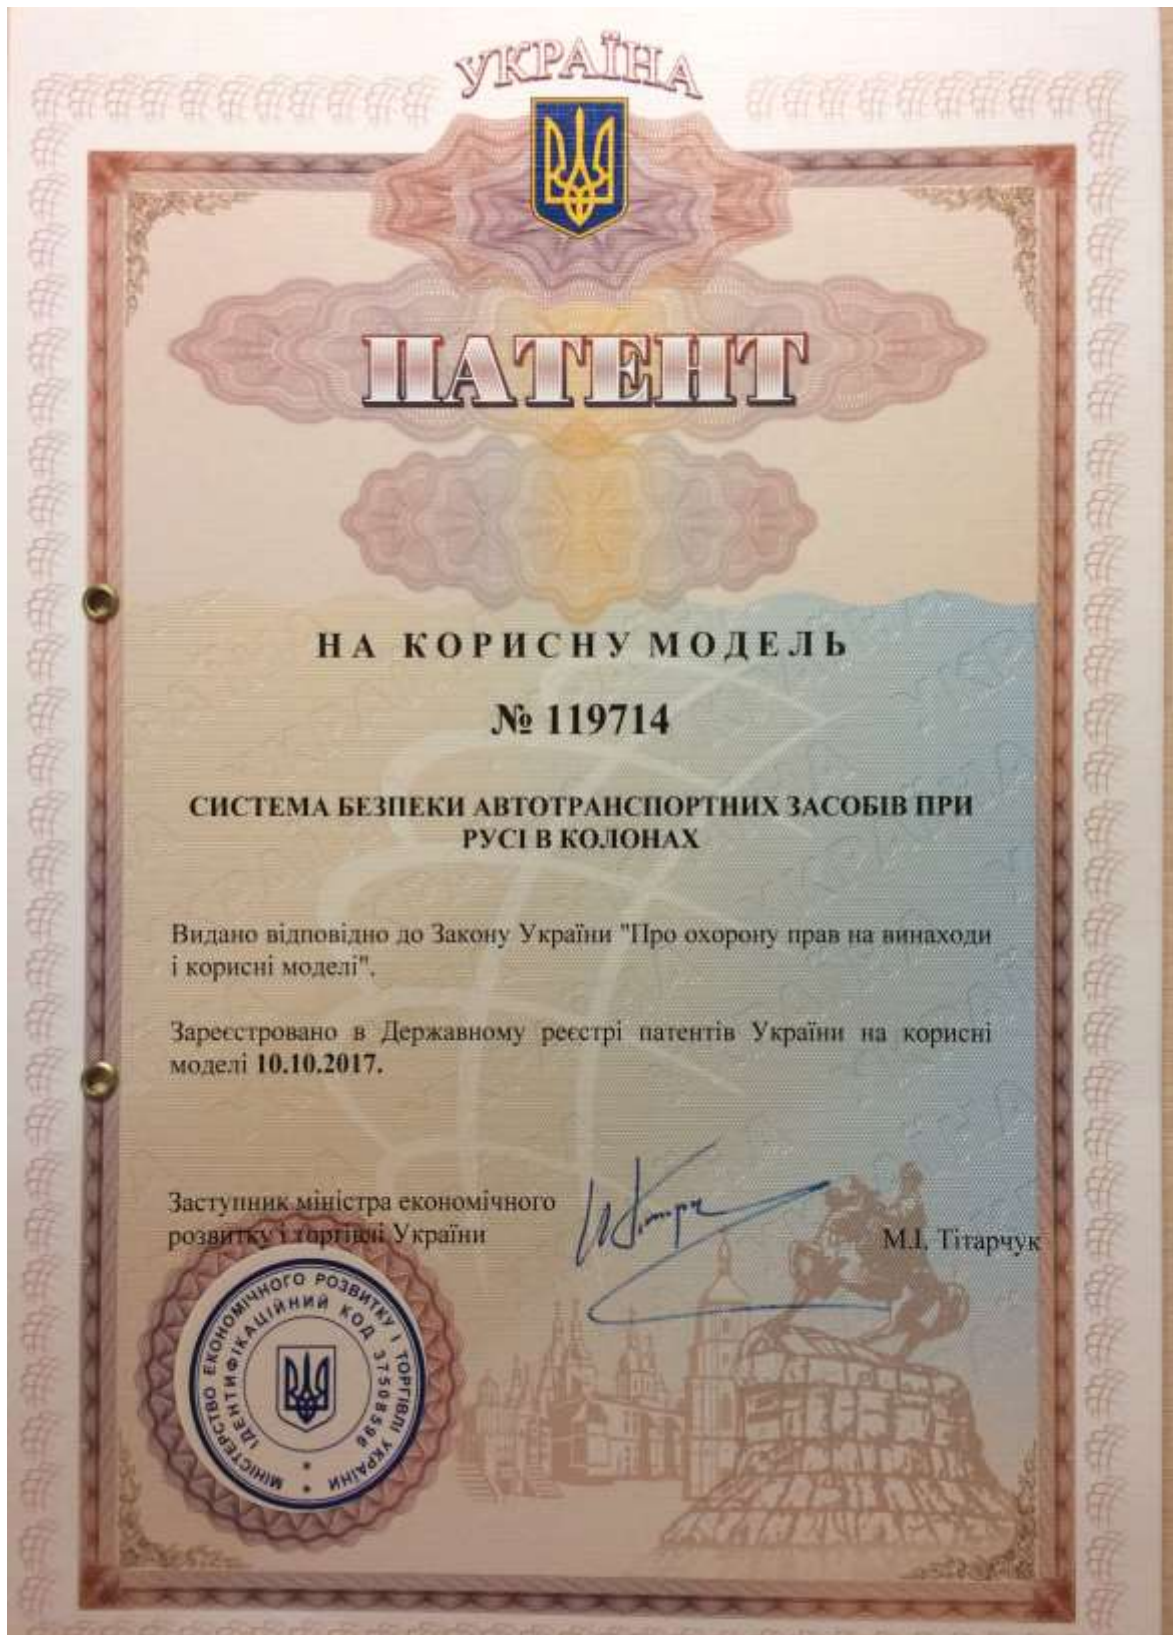 УКРАЇНА
ПАТЕНТ
НА КОРИСНУ МОДЕЛЬ
№ 119714
СИСТЕМА БЕЗПЕКИ АВТОТРАНСПОРТНИХ ЗАСОБІВ ПРИ
РУСІ В КОЛОНАХ
Видано відповідно до Закону України "Про охорону прав на винаходи
і корисні моделі".
Зареєстровано в Державному реєстрі патентів України на корисні
моделі 10.10.2017.
Заступник міністра економічного
розвитку і торгівлі України
М.І. Тітарчук
МІНІСТЕРСТВО ЕКОНОМІЧНОГО РОЗВИТКУ І ТОРГІВЛІ УКРАЇНИ
ІДЕНТИФІКАЦІЙНИЙ КОД 37508596